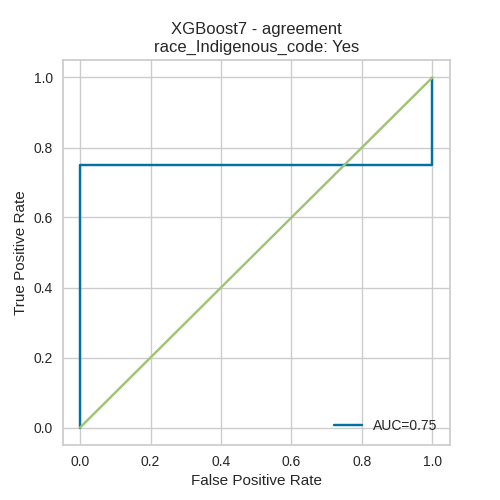 XGBoost7 - agreement
race_Indigenous_code: Yes
1.0
0.8
0.6
0.4
0.2
0.0
True Positive Rate
AUC=0.75
0.0 0.2 0.4 0.6 0.8 1.0
False Positive Rate